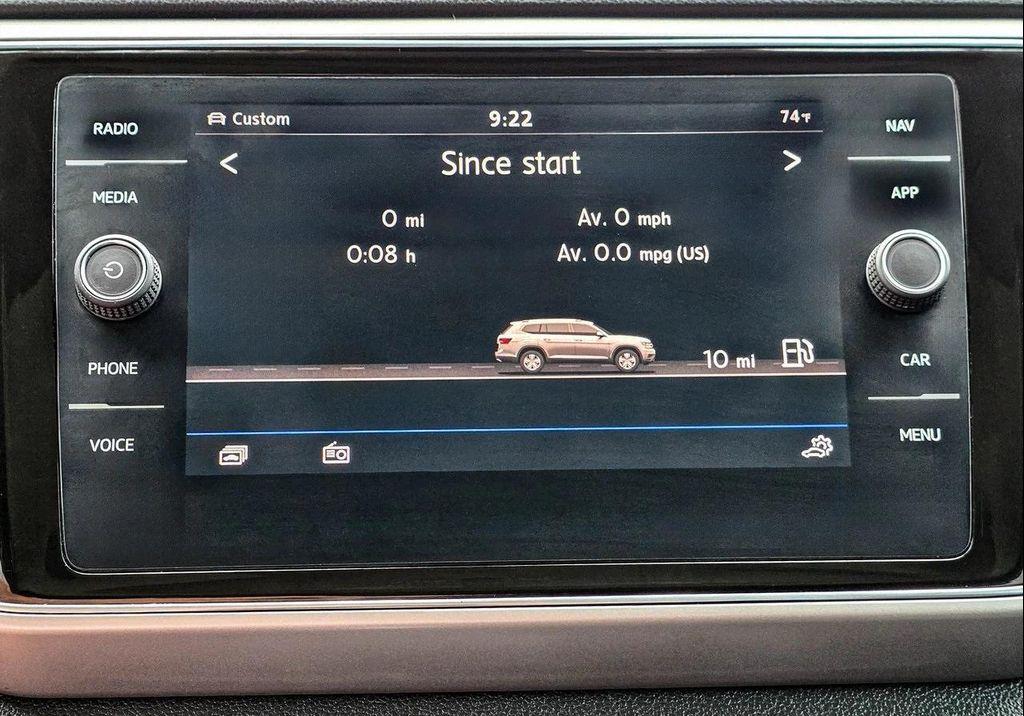 RADIO
MEDIA
PHONE
VOICE
Custom 9:22 74°F
< Since start >
0 mi Av. 0 mph
0:08 h Av. 0.0 mpg (US)
10 mi
NAV
APP
CAR
MENU